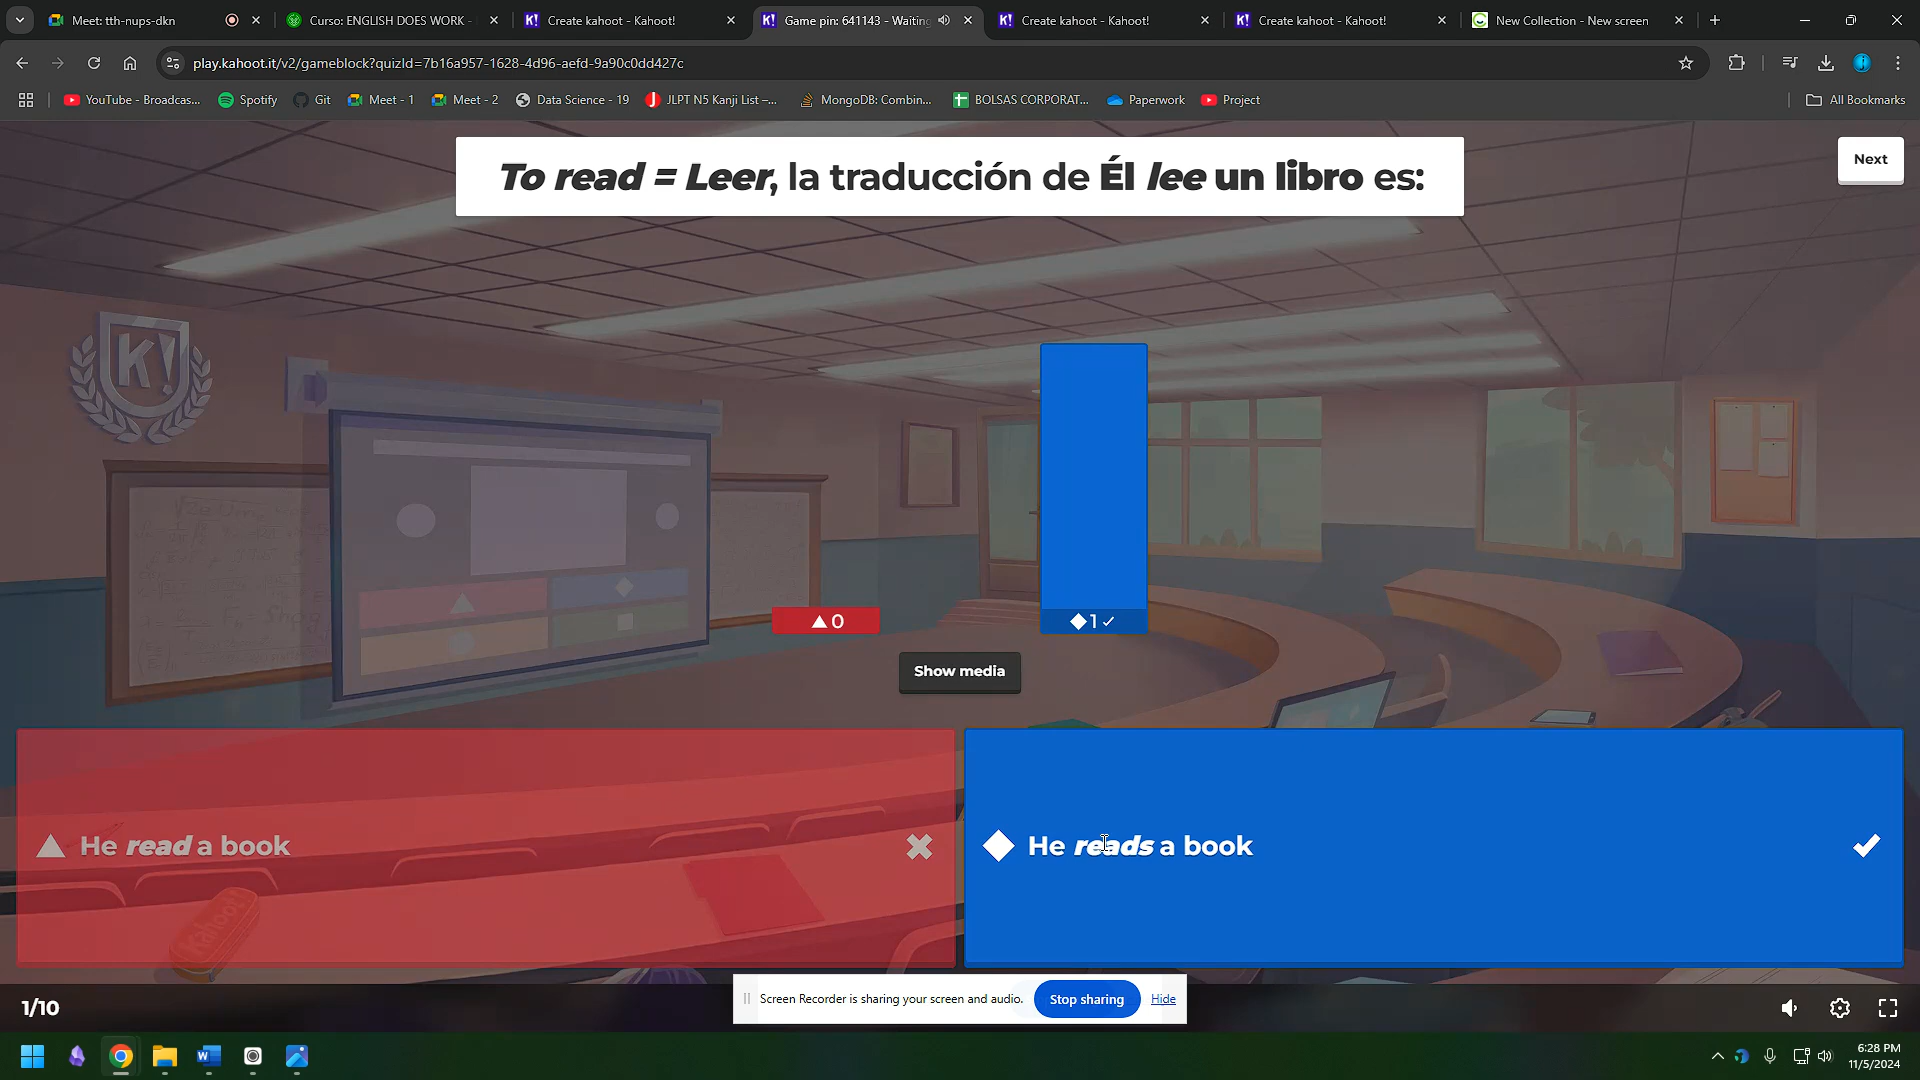 Meet: tth-nups-dkn
Curso: ENGLISH DOES WORK -
Create kahoot - Kahoot!
Game pin: 641143 - Waiting
Create kahoot - Kahoot!
Create kahoot - Kahoot!
New Collection - New screen
play.kahoot.it/v2/gameblock?quizId=7b16a957-1628-4d96-aefd-9a90c0dd427c
YouTube - Broadcas...
Spotify
Git
Meet - 1
Meet - 2
Data Science - 19
JLPT N5 Kanji List –...
MongoDB: Combin...
BOLSAS CORPORAT...
Paperwork
Project
All Bookmarks
To read = Leer, la traducción de Él lee un libro es:
Next
K!
0
1
Show media
He read a book
He reads a book
Kahoot!
Screen Recorder is sharing your screen and audio.
Stop sharing
Hide
1/10
6:28 PM
11/5/2024